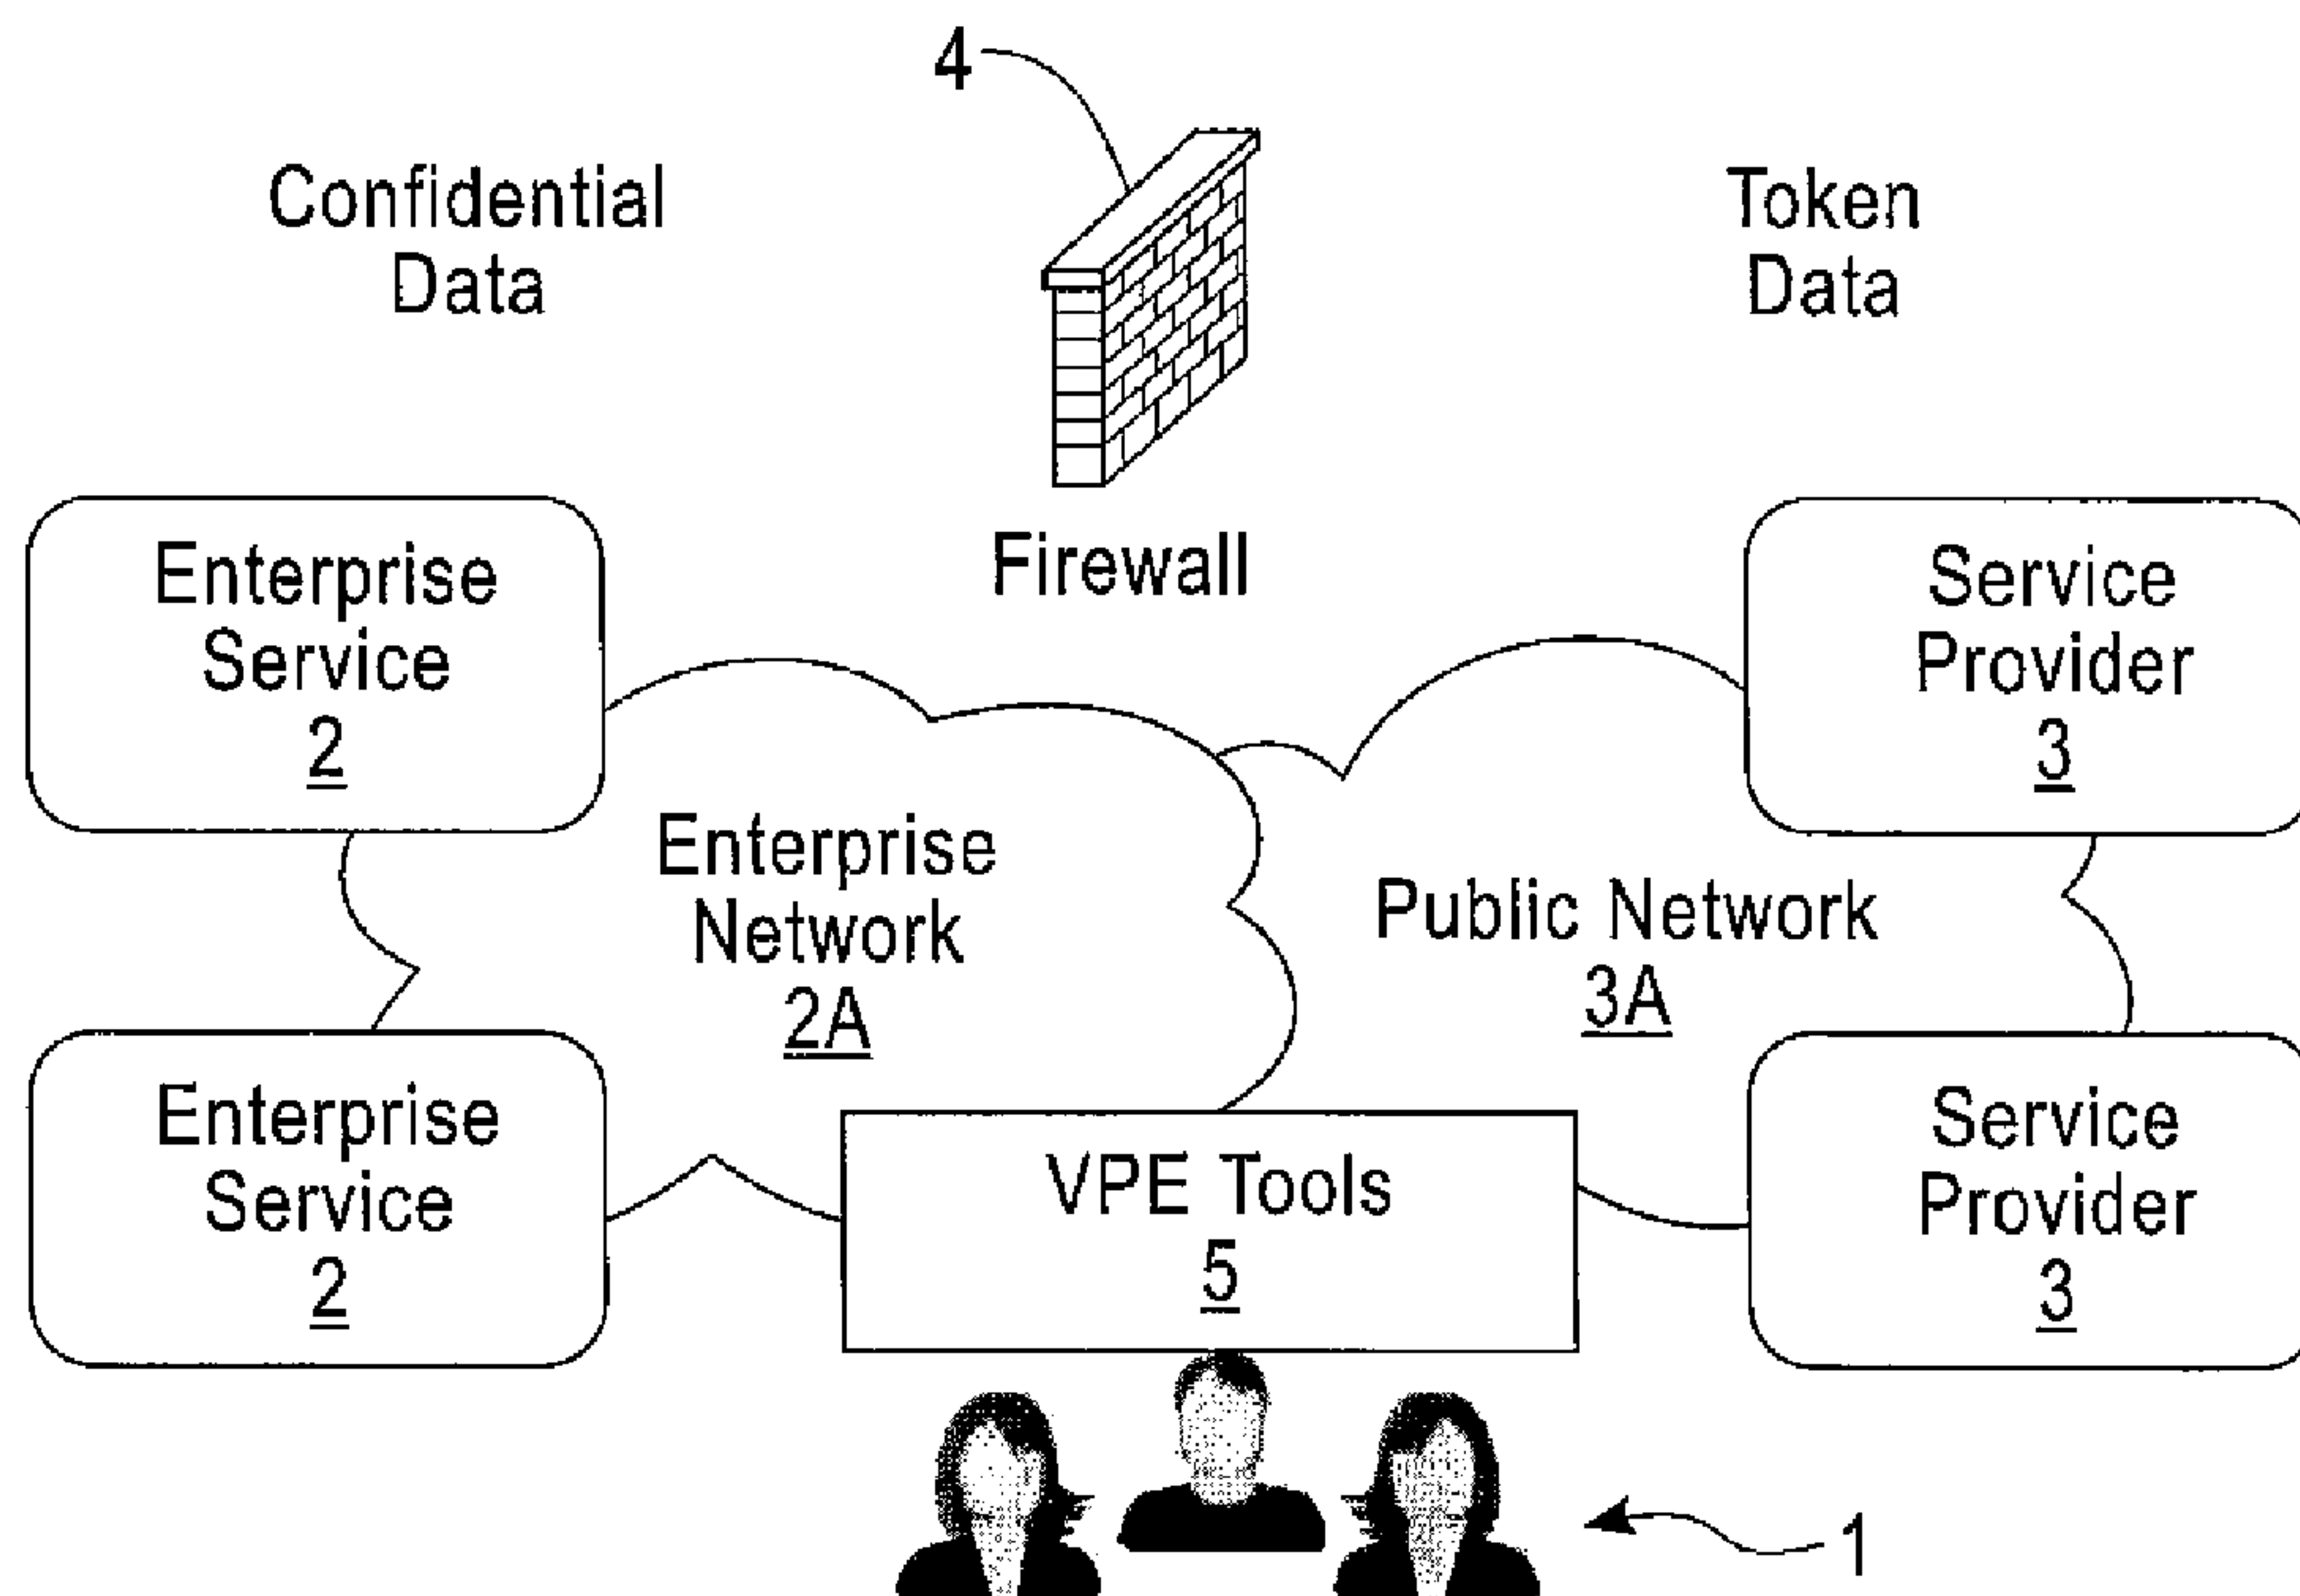 4
Confidential
Data
Token
Data
Firewall
Enterprise
Service
2
Service
Provider
3
Enterprise
Network
2A
Public Network
3A
Enterprise
Service
2
VPE Tools
5
Service
Provider
3
1